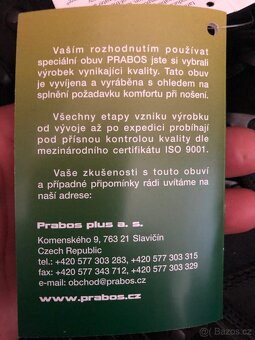 Vaším rozhodnutím používat
speciální obuv PRABOS jste si vybrali
výrobek vynikající kvality. Tato obuv
je vyvíjena a vyráběna s ohledem na
splnění požadavku komfortu při nošení.
Všechny etapy vzniku výrobku
od vývoje až po expedici probíhají
pod přísnou kontrolou kvality dle
mezinárodního certifikátu ISO 9001.
Vaše zkušenosti s touto obuví
a případné připomínky rádi uvítáme na
naší adrese:
Prabos plus a. s.
Komenského 9, 763 21 Slavičín
Czech Republic
tel.: +420 577 303 283, +420 577 303 315
fax: +420 577 343 712, +420 577 303 329
e-mail: obchod@prabos.cz
www.prabos.cz